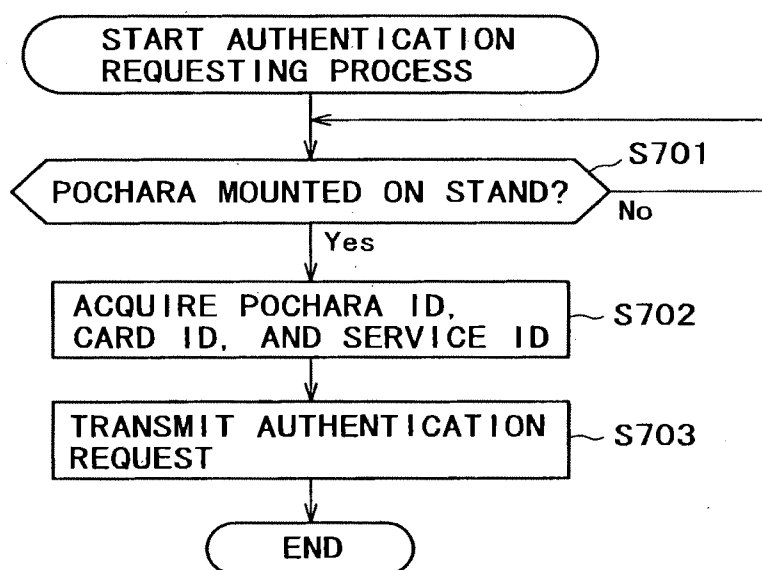 START AUTHENTICATION
REQUESTING PROCESS
S701
POCHARA MOUNTED ON STAND?
No
Yes
ACQUIRE POCHARA ID,
CARD ID, AND SERVICE ID
S702
TRANSMIT AUTHENTICATION
REQUEST
S703
END